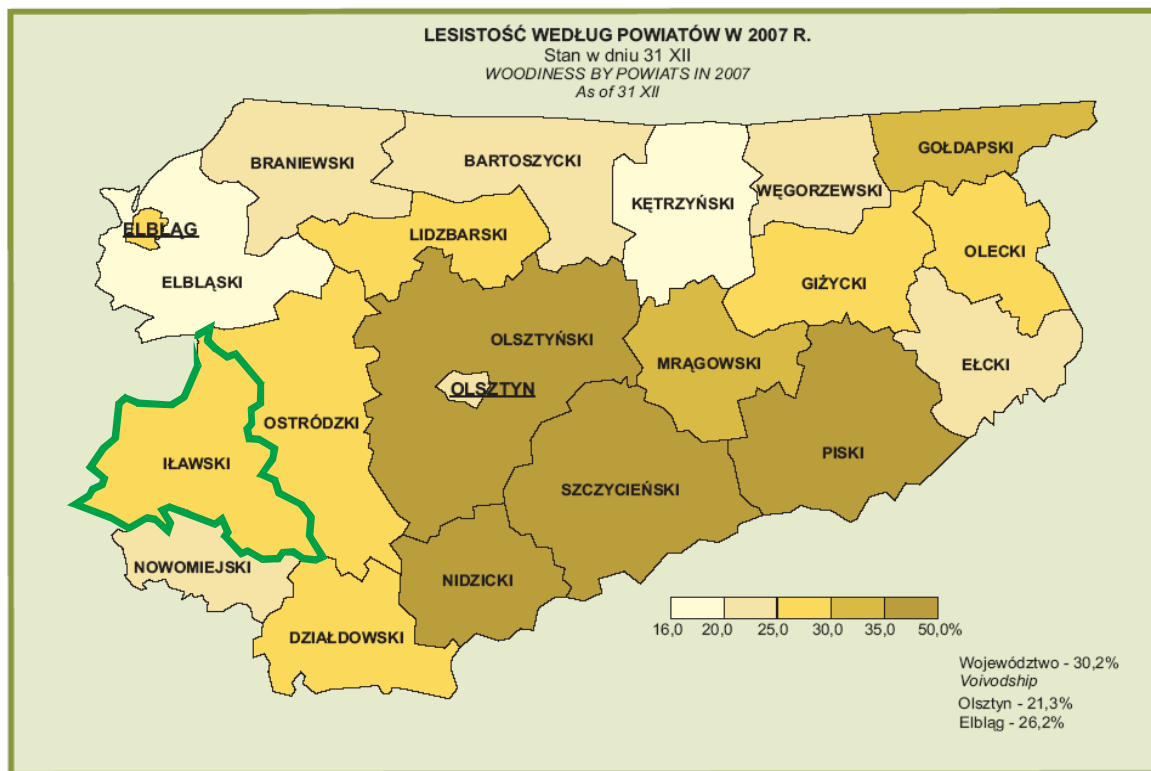 LESISTOŚĆ WEDŁUG POWIATÓW W 2007 R.
Stan w dniu 31 XII
WOODINESS BY POWIATS IN 2007
As of 31 XII
GOŁDAPSKI
BRANIEWSKI
BARTOSZYCKI
WĘGORZEWSKI
KĘTRZYŃSKI
ELBLĄG
LIDZBARSKI
OLECKI
ELBLĄSKI
GIŻYCKI
OLSZTYŃSKI
MRĄGOWSKI
EŁCKI
OLSZTYN
OSTRÓDZKI
PISKI
IŁAWSKI
SZCZYCIEŃSKI
NOWOMIEJSKI
NIDZICKI
DZIAŁDOWSKI
16,0 20,0 25,0 30,0 35,0 50,0%
Województwo - 30,2%
Voivodship
Olsztyn - 21,3%
Elbląg - 26,2%